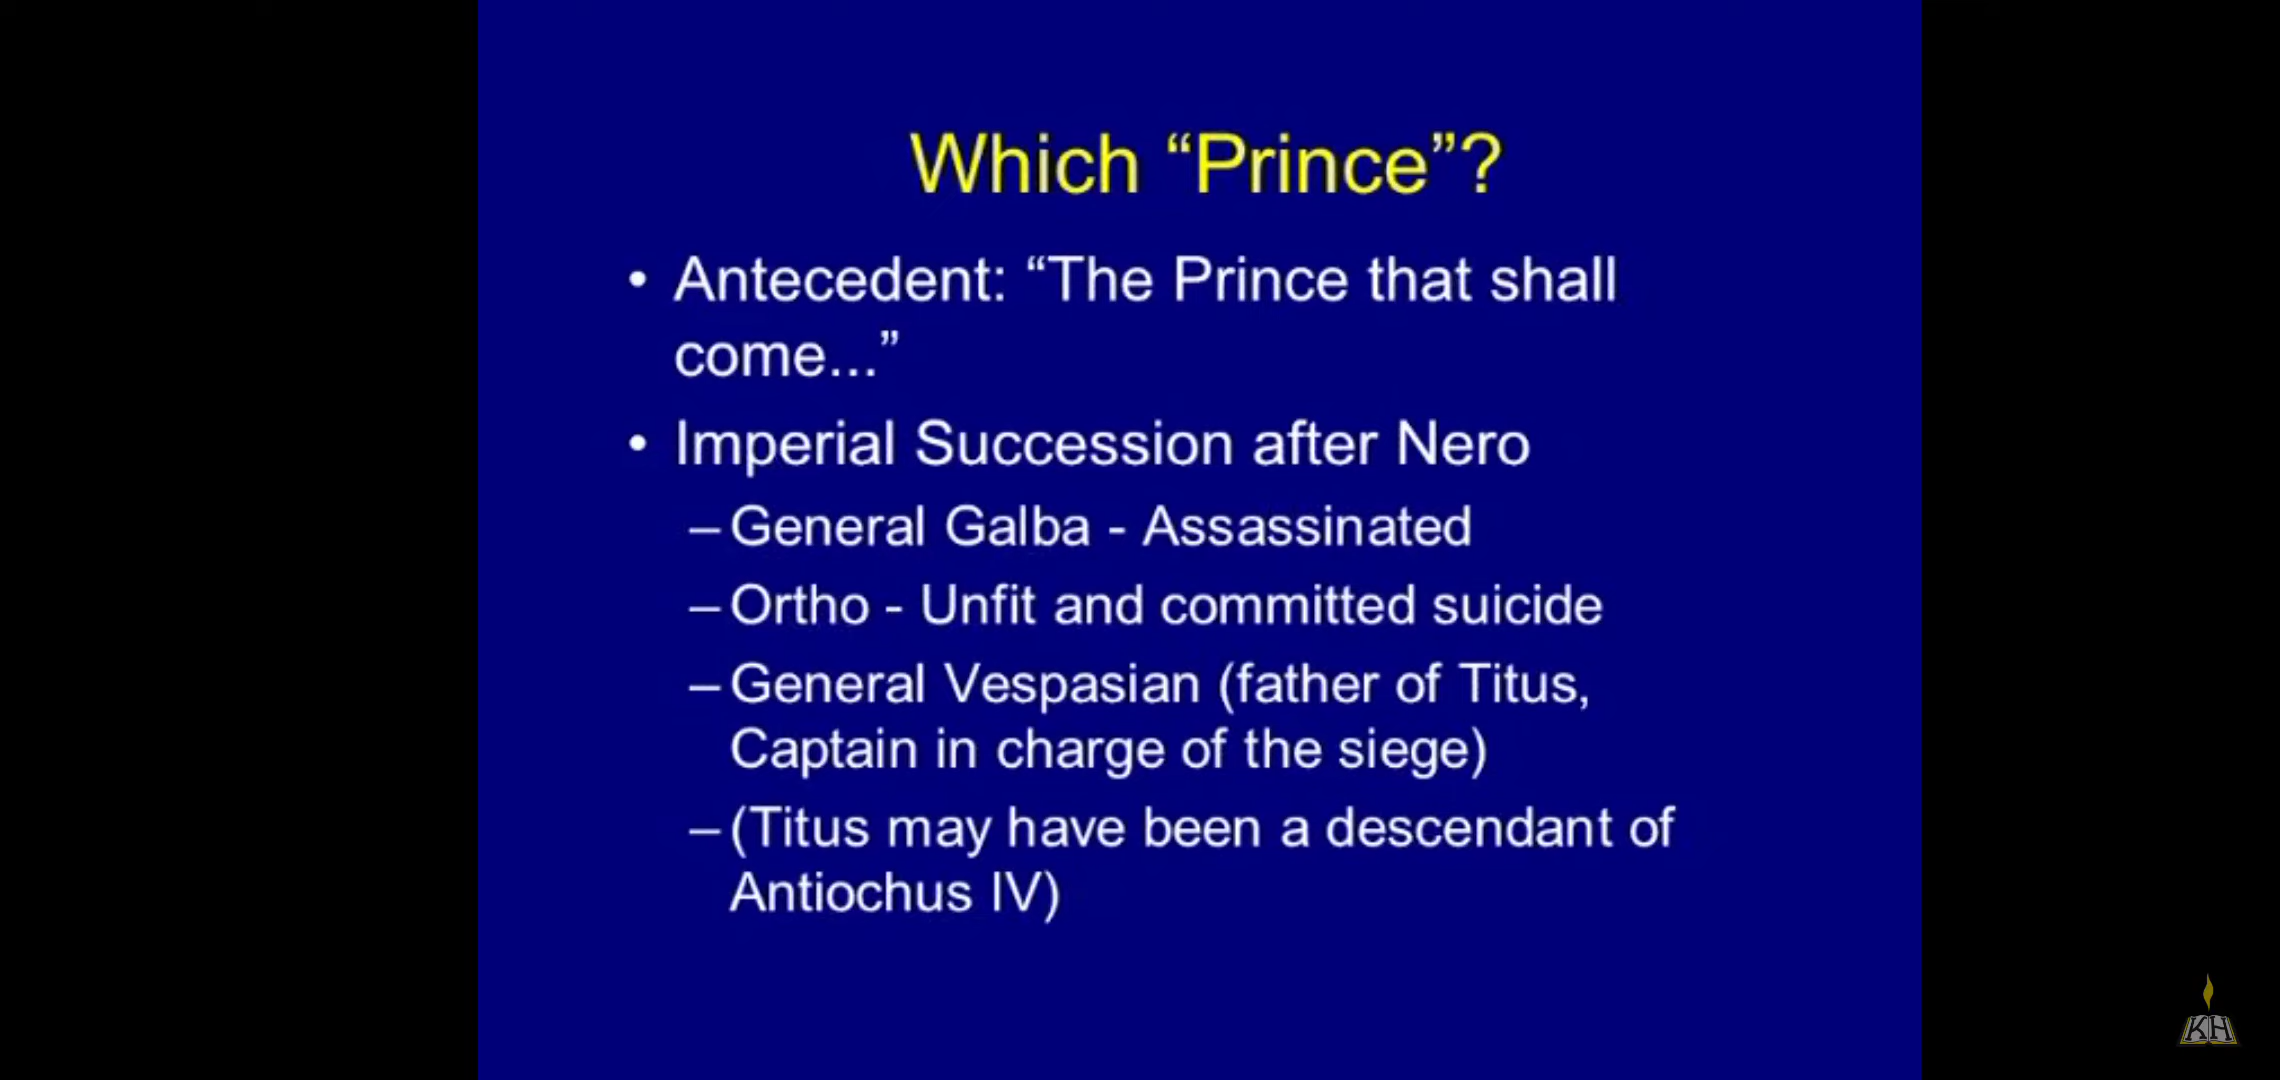 Which “Prince”?
• Antecedent: “The Prince that shall
come...”
• Imperial Succession after Nero
– General Galba - Assassinated
– Ortho - Unfit and committed suicide
– General Vespasian (father of Titus,
Captain in charge of the siege)
– (Titus may have been a descendant of
Antiochus IV)
KH